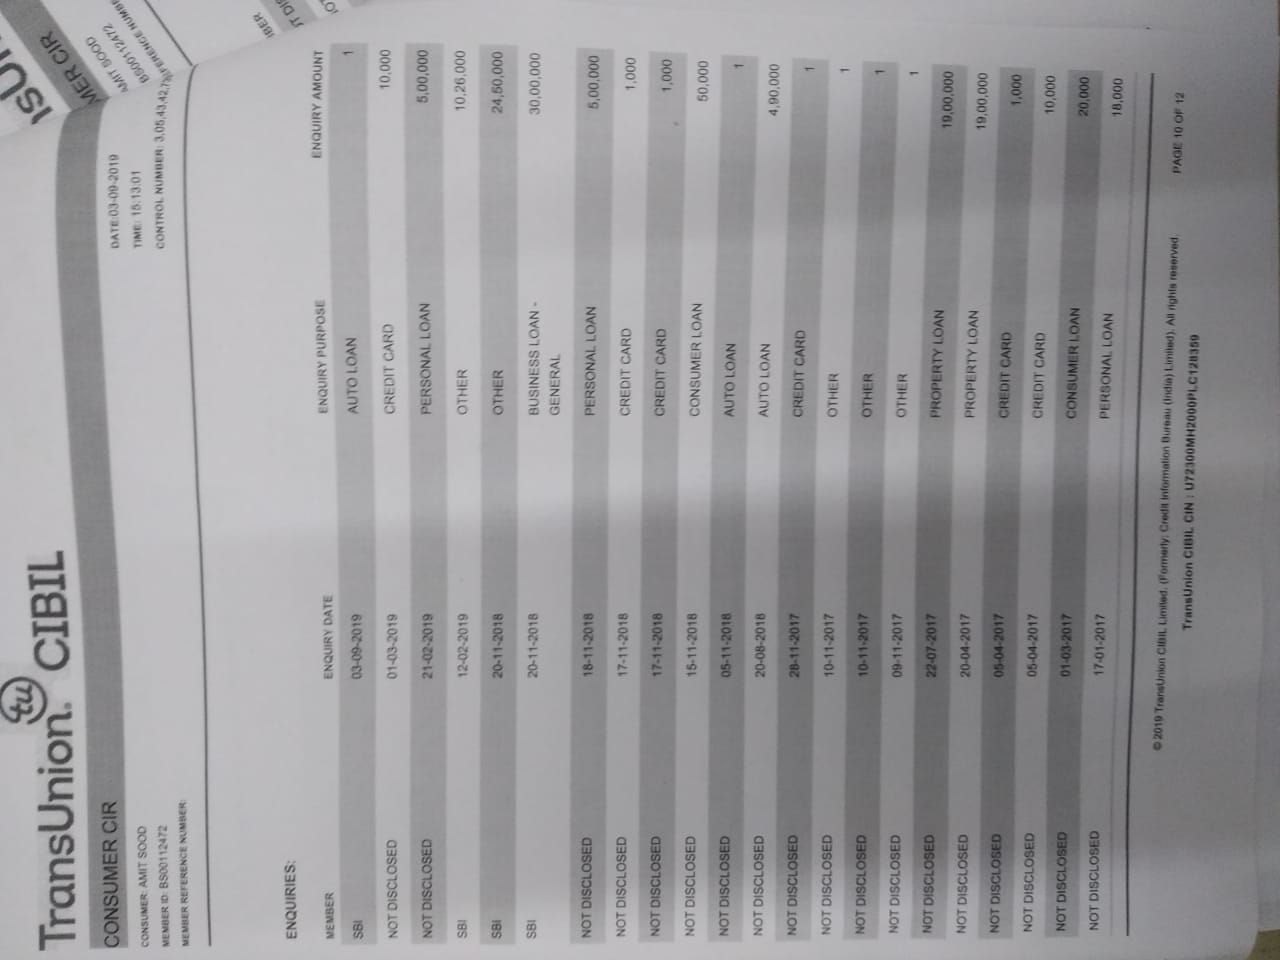 TransUnion CIBIL
CONSUMER CIR
CONSUMER: AMIT SOOD
MEMBER ID: BS00112472
MEMBER REFERENCE NUMBER:
DATE:03-09-2019
TIME: 15:13:01
CONTROL NUMBER: 3,05,43,42,7
ENQUIRIES:
MEMBER ENQUIRY DATE ENQUIRY PURPOSE ENQUIRY AMOUNT
SBI 03-09-2019 AUTO LOAN 1
NOT DISCLOSED 01-03-2019 CREDIT CARD 10,000
NOT DISCLOSED 21-02-2019 PERSONAL LOAN 5,00,000
SBI 12-02-2019 OTHER 10,26,000
SBI 20-11-2018 OTHER 24,50,000
SBI 20-11-2018 BUSINESS LOAN - 30,00,000
GENERAL
NOT DISCLOSED 18-11-2018 PERSONAL LOAN 5,00,000
NOT DISCLOSED 17-11-2018 CREDIT CARD 1,000
NOT DISCLOSED 17-11-2018 CREDIT CARD 1,000
NOT DISCLOSED 15-11-2018 CONSUMER LOAN 50,000
NOT DISCLOSED 05-11-2018 AUTO LOAN 1
NOT DISCLOSED 20-08-2018 AUTO LOAN 4,90,000
NOT DISCLOSED 28-11-2017 CREDIT CARD 1
NOT DISCLOSED 10-11-2017 OTHER 1
NOT DISCLOSED 10-11-2017 OTHER 1
NOT DISCLOSED 09-11-2017 OTHER 1
NOT DISCLOSED 22-07-2017 PROPERTY LOAN 19,00,000
NOT DISCLOSED 20-04-2017 PROPERTY LOAN 19,00,000
NOT DISCLOSED 05-04-2017 CREDIT CARD 1,000
NOT DISCLOSED 05-04-2017 CREDIT CARD 10,000
NOT DISCLOSED 01-03-2017 CONSUMER LOAN 20,000
NOT DISCLOSED 17-01-2017 PERSONAL LOAN 18,000
© 2019 TransUnion CIBIL Limited. (Formerly: Credit Information Bureau (India) Limited). All rights reserved. PAGE 10 OF 12
TransUnion CIBIL CIN : U72300MH2000PLC128359